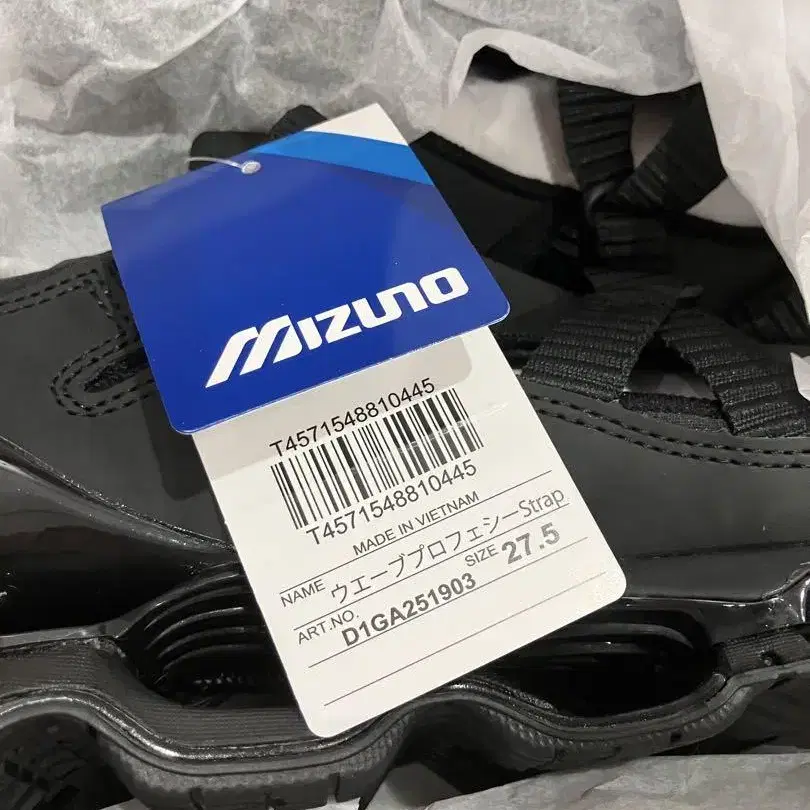 MIZUNO
T4571548810445
T4571548810445
MADE IN VIETNAM
NAME ウエーブプロフェシーStrap
ART.NO. SIZE 27.5
D1GA251903